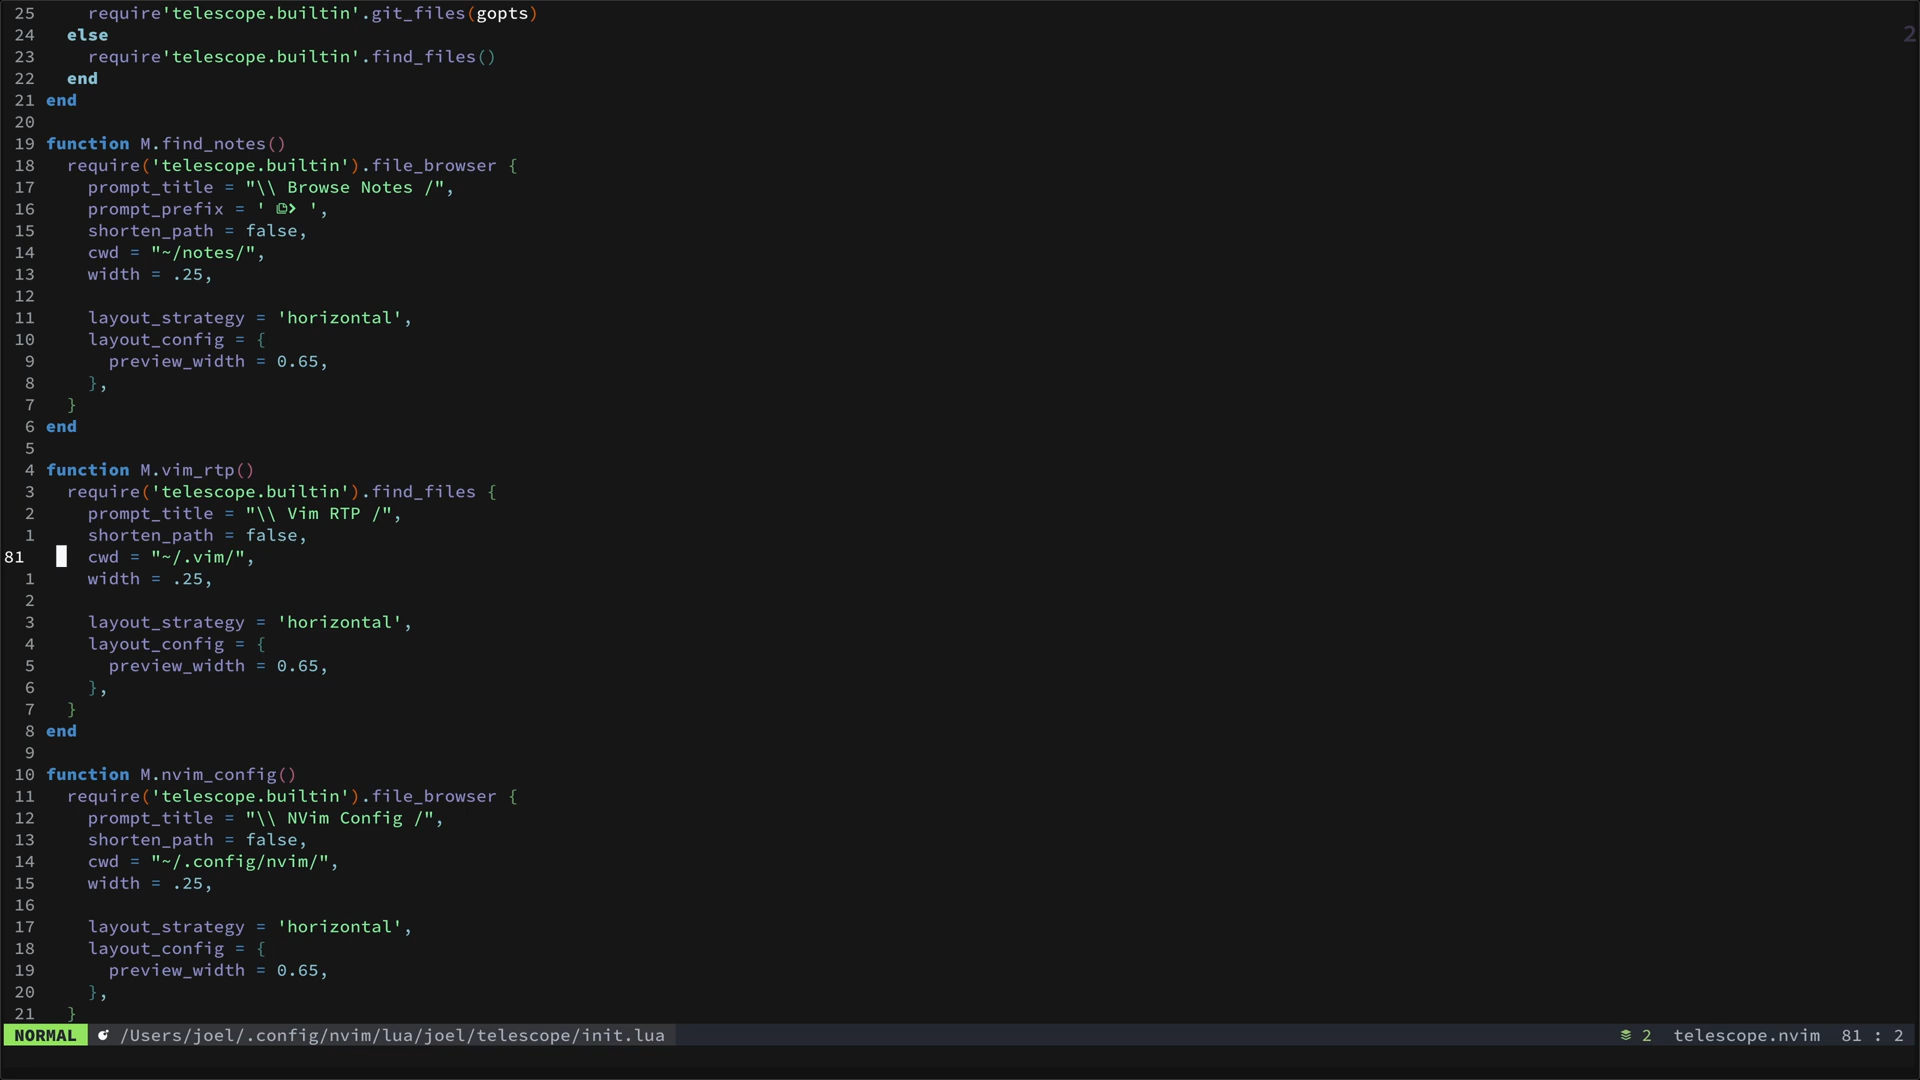 25 require'telescope.builtin'.git_files(gopts)
24 else
2
23 require'telescope.builtin'.find_files()
22 end
21 end
20
19 function M.find_notes()
18 require('telescope.builtin').file_browser {
17 prompt_title = "\\ Browse Notes /",
16 prompt_prefix = ' > ',
15 shorten_path = false,
14 cwd = "~/notes/",
13 width = .25,
12
11 layout_strategy = 'horizontal',
10 layout_config = {
9 preview_width = 0.65,
8 },
7 }
6 end
5
4 function M.vim_rtp()
3 require('telescope.builtin').find_files {
2 prompt_title = "\\ Vim RTP /",
1 shorten_path = false,
81 cwd = "~/.vim/",
1 width = .25,
2
3 layout_strategy = 'horizontal',
4 layout_config = {
5 preview_width = 0.65,
6 },
7 }
8 end
9
10 function M.nvim_config()
11 require('telescope.builtin').file_browser {
12 prompt_title = "\\ NVim Config /",
13 shorten_path = false,
14 cwd = "~/.config/nvim/",
15 width = .25,
16
17 layout_strategy = 'horizontal',
18 layout_config = {
19 preview_width = 0.65,
20 },
21 }
NORMAL /Users/joel/.config/nvim/lua/joel/telescope/init.lua 2 telescope.nvim 81 : 2